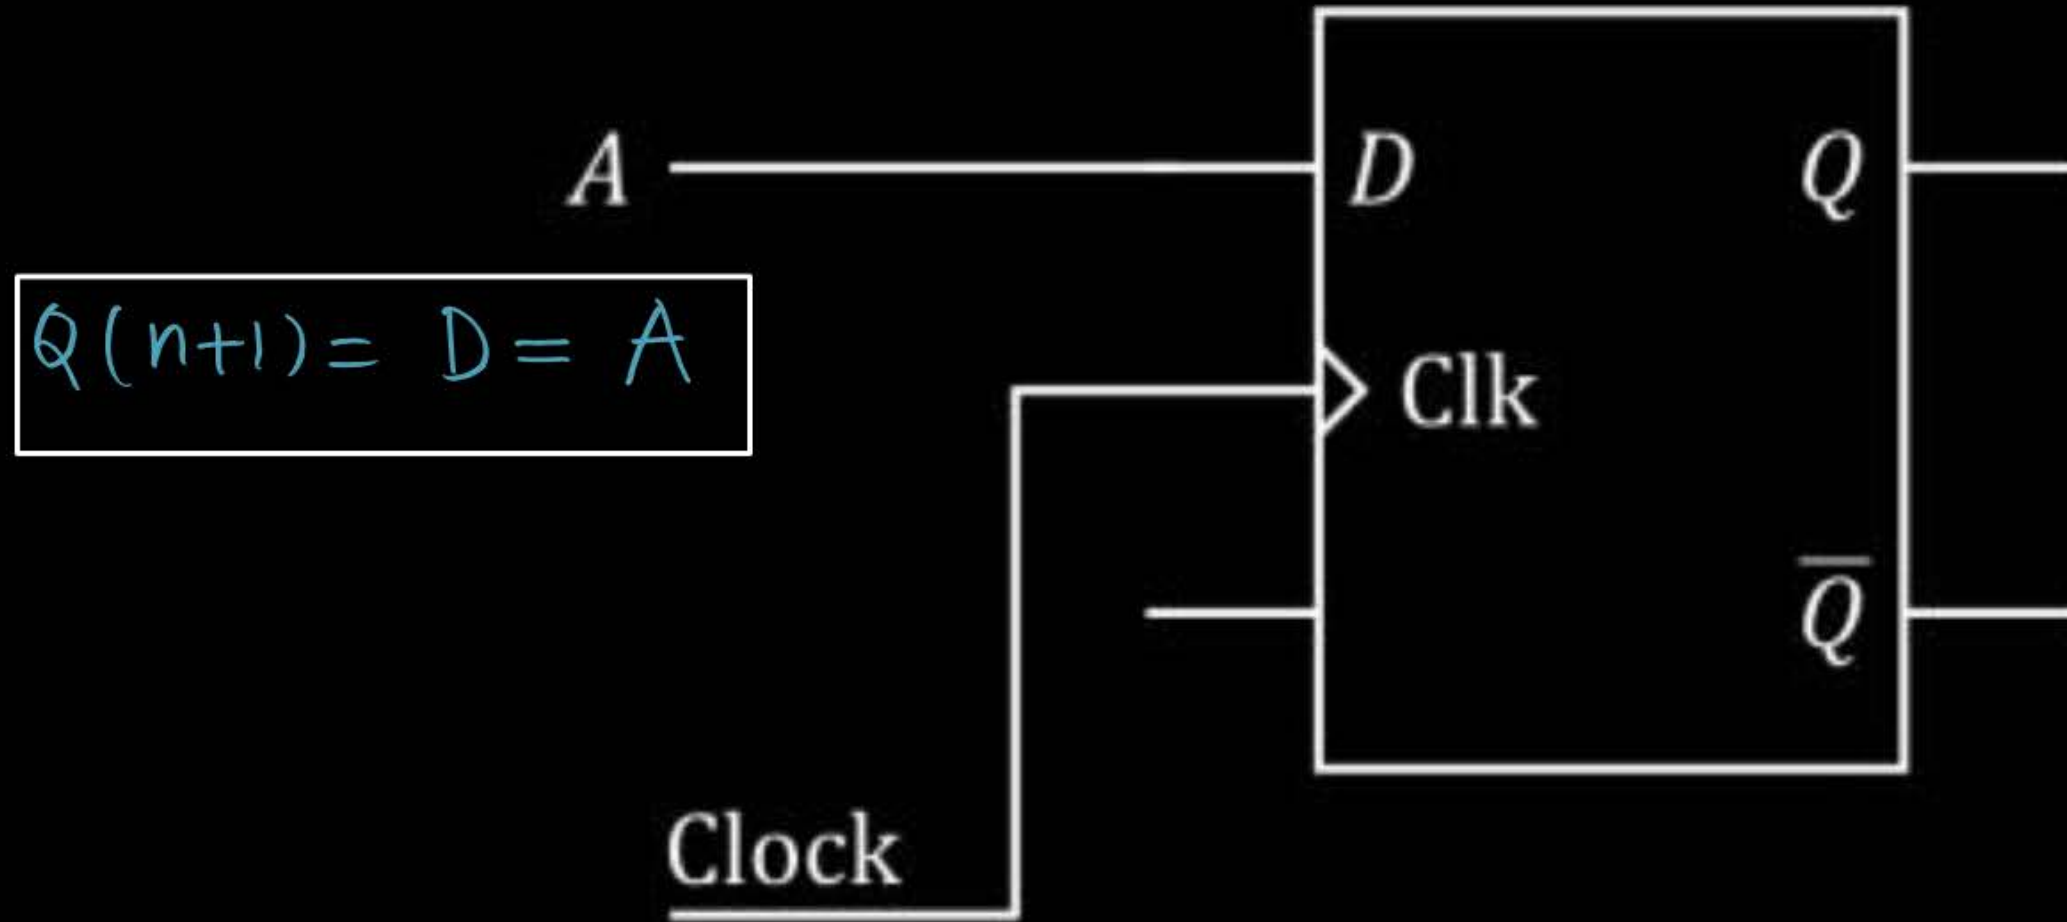 A
D
Q
Q(n+1) = D = A
Clk
Q̅
Clock